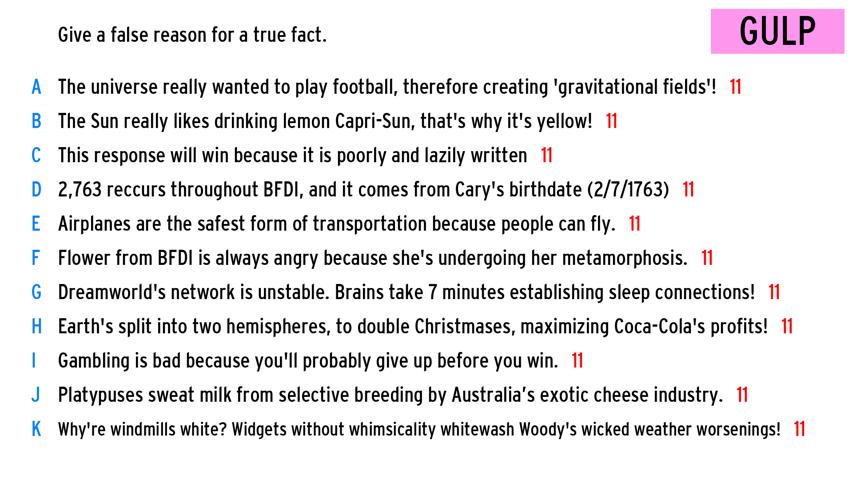 Give a false reason for a true fact.
GULP
A The universe really wanted to play football, therefore creating 'gravitational fields'! 11
B The Sun really likes drinking lemon Capri-Sun, that's why it's yellow! 11
C This response will win because it is poorly and lazily written 11
D 2,763 reccurs throughout BFDI, and it comes from Cary's birthdate (2/7/1763) 11
E Airplanes are the safest form of transportation because people can fly. 11
F Flower from BFDI is always angry because she's undergoing her metamorphosis. 11
G Dreamworld's network is unstable. Brains take 7 minutes establishing sleep connections! 11
H Earth's split into two hemispheres, to double Christmases, maximizing Coca-Cola's profits! 11
I Gambling is bad because you'll probably give up before you win. 11
J Platypuses sweat milk from selective breeding by Australia’s exotic cheese industry. 11
K Why're windmills white? Widgets without whimsicality whitewash Woody's wicked weather worsenings! 11